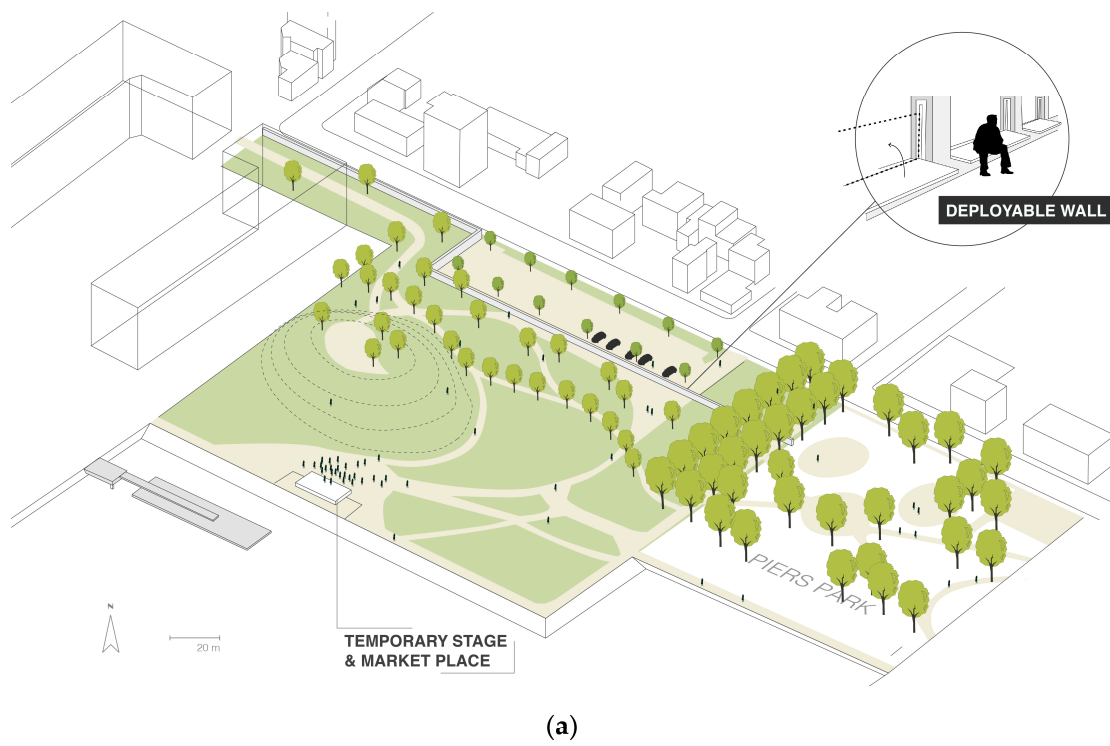 DEPLOYABLE WALL
PIERS PARK
N
20 m
TEMPORARY STAGE
& MARKET PLACE
(a)